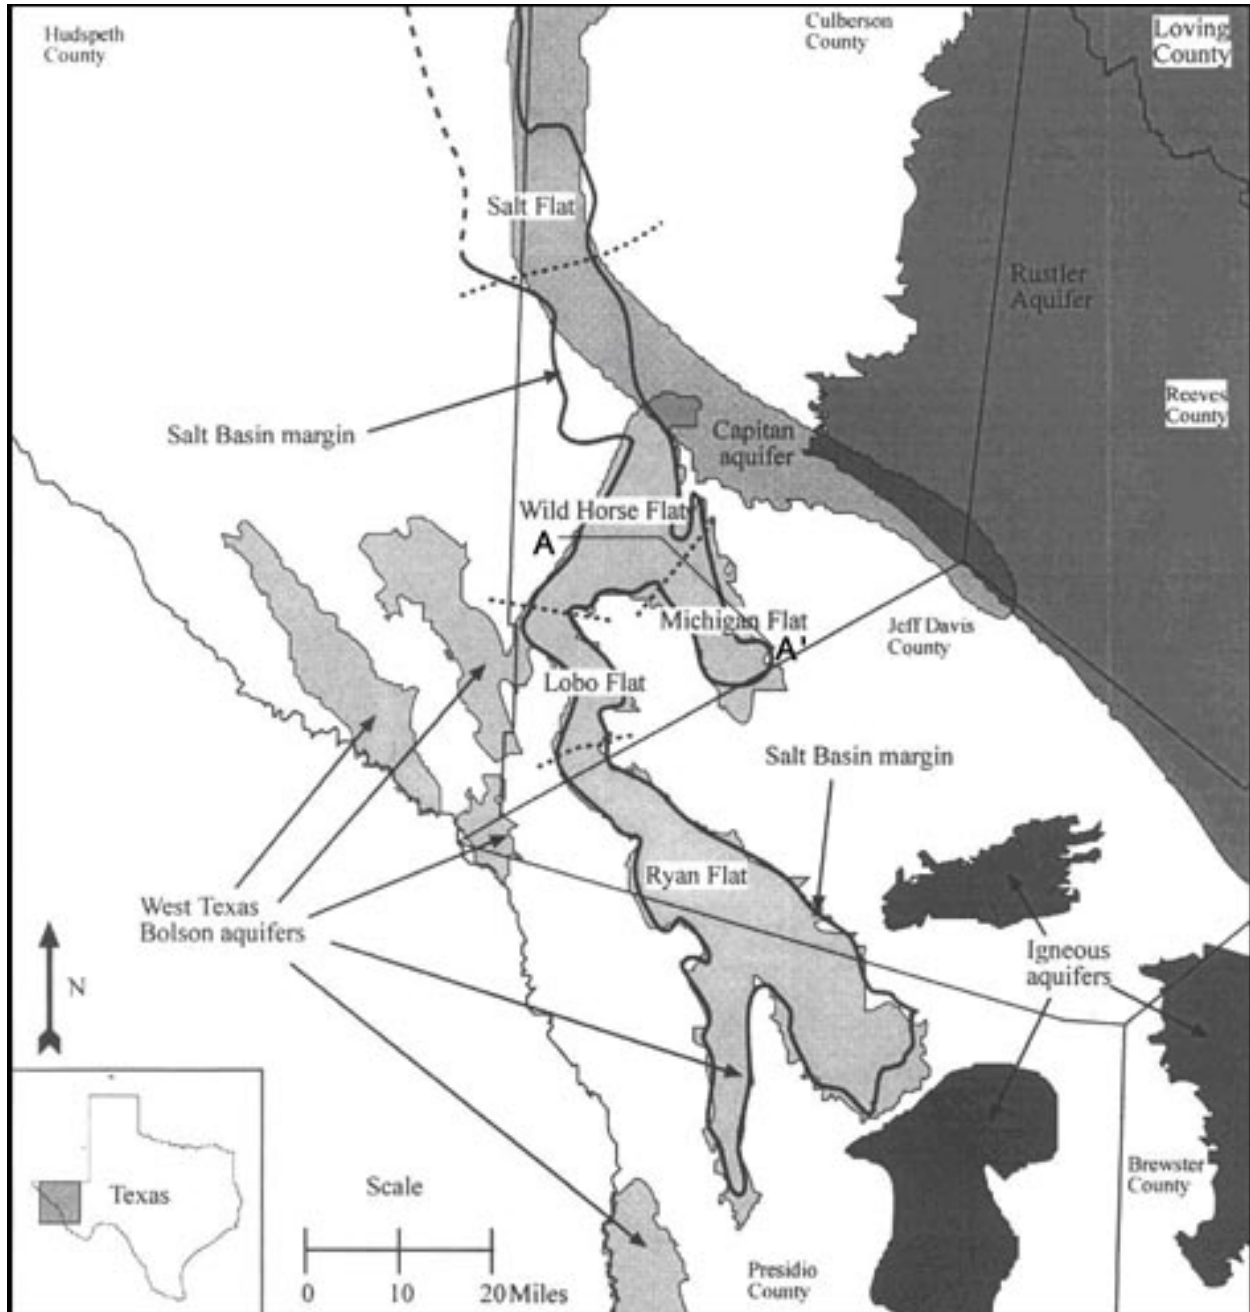 Hudspeth
County
Culberson
County
Loving
County
Salt Flat
Rustler
Aquifer
Reeves
County
Salt Basin margin
Capitan
aquifer
Wild Horse Flat
A
Michigan Flat
A'
Jeff Davis
County
Lobo Flat
Salt Basin margin
Ryan Flat
West Texas
Bolson aquifers
Igneous
aquifers
N
Texas
Scale
0 10 20 Miles
Brewster
County
Presidio
County